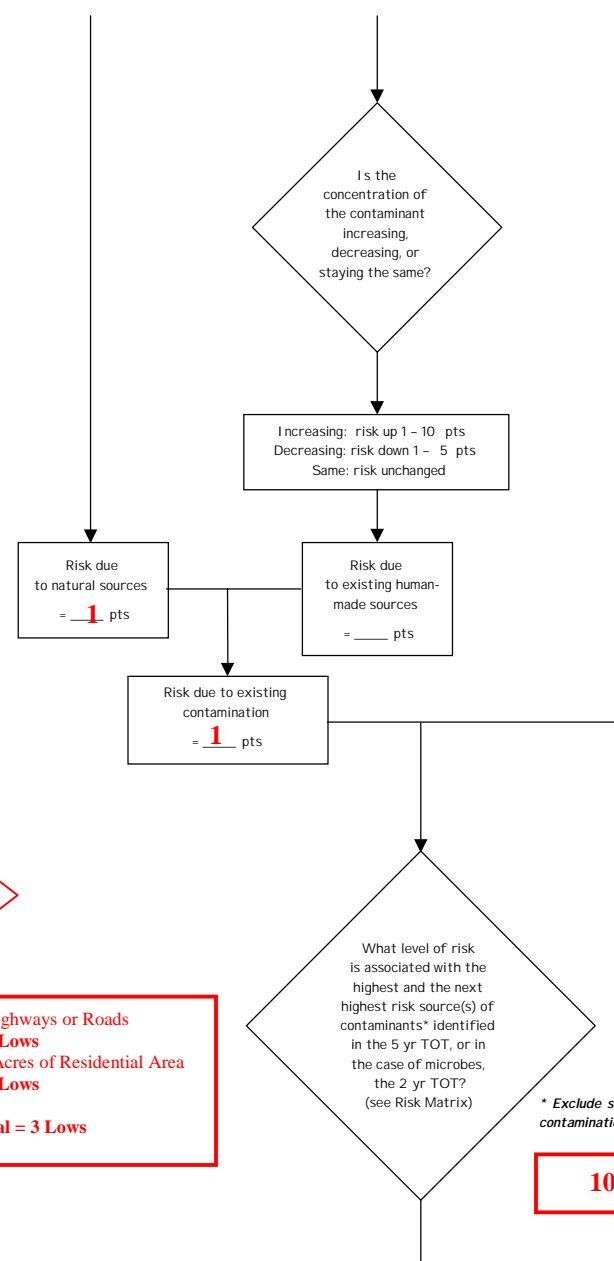 Is the
concentration of
the contaminant
increasing,
decreasing, or
staying the same?
Increasing: risk up 1 – 10 pts
Decreasing: risk down 1 – 5 pts
Same: risk unchanged
Risk due
to natural sources
= 1 pts
Risk due
to existing human-
made sources
= ____ pts
Risk due to existing
contamination
= 1 pts
What level of risk
is associated with the
highest and the next
highest risk source(s) of
contaminants* identified
in the 5 yr TOT, or in
the case of microbes,
the 2 yr TOT?
(see Risk Matrix)
or Roads
Lows
Acres of Residential Area
Lows
= 3 Lows
* Exclude
10